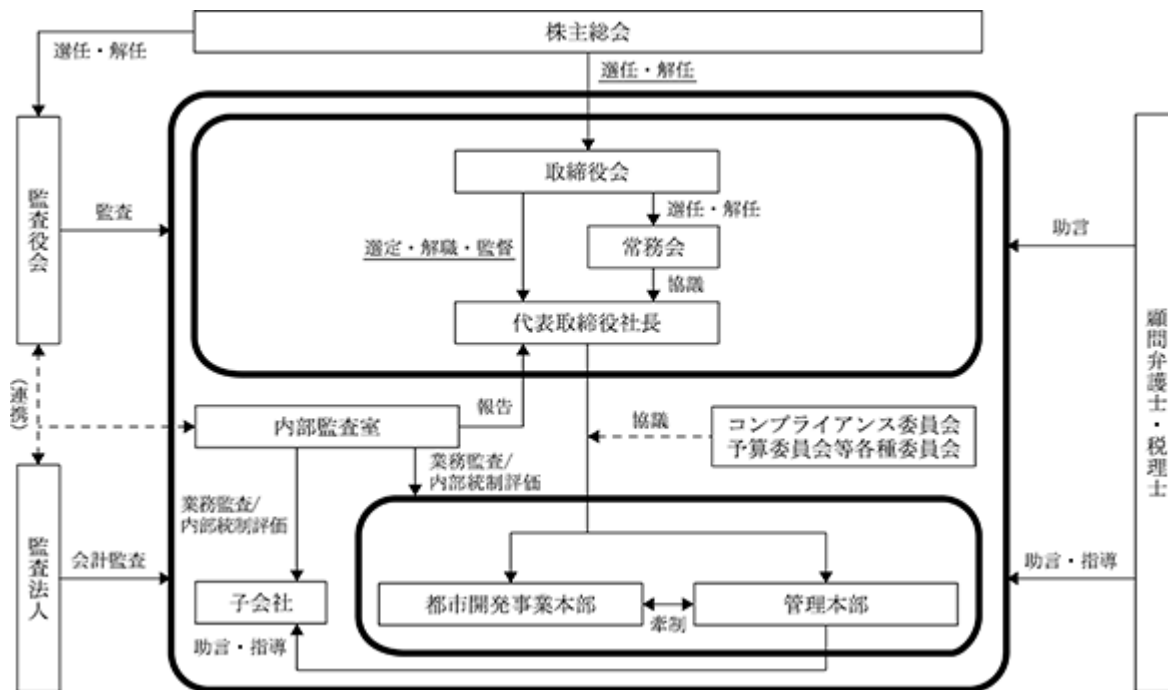 株主総会
選任・解任
選任・解任
取締役会
選任・解任
選定・解職・監督
常務会
協議
代表取締役社長
監査役会
監査
助言
顧問弁護士・税理士
(連携)
内部監査室
報告
協議
コンプライアンス委員会
予算委員会等各種委員会
業務監査/
内部統制評価
業務監査/
内部統制評価
監査法人
会計監査
助言・指導
子会社
都市開発事業本部
牽制
管理本部
助言・指導